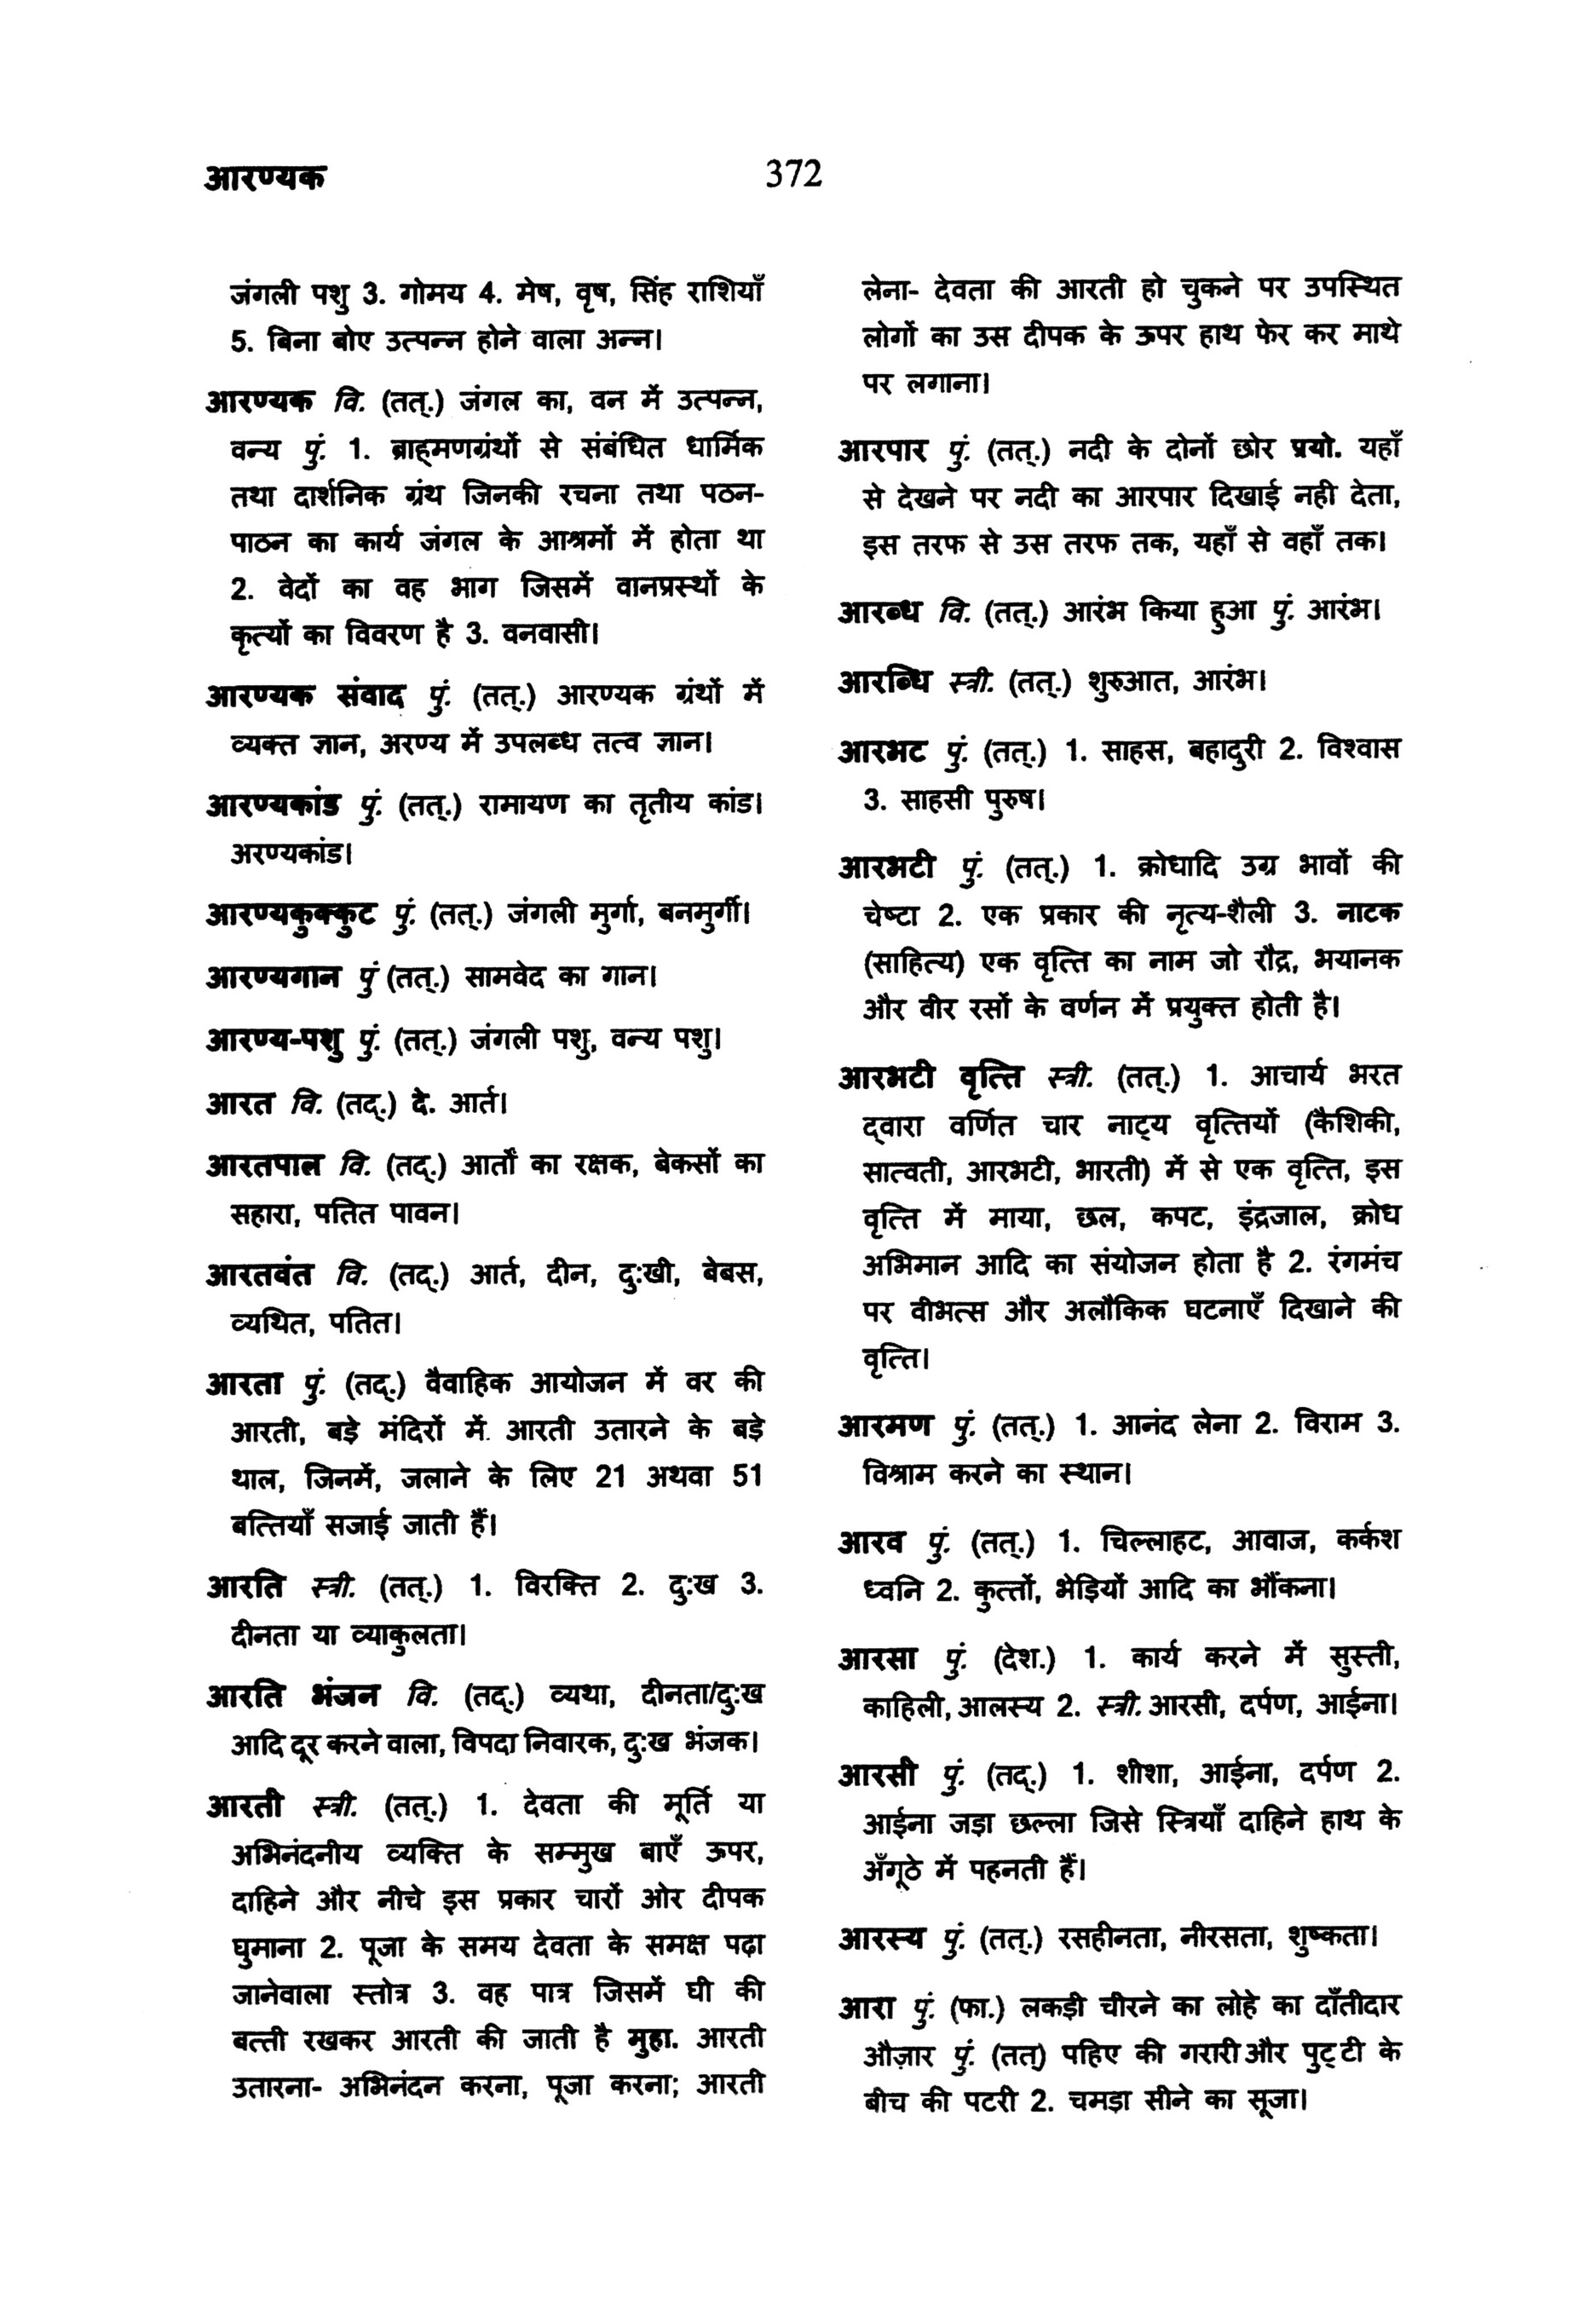 आरण्यक
372
जंगली पशु 3. गोमय 4. मेष, वृष, सिंह राशियाँ
5. बिना बोए उत्पन्न होने वाला अन्न।
आरण्यक वि. (तत्.) जंगल का, वन में उत्पन्न,
वन्य पुं. 1. ब्राह्मणग्रंथों से संबंधित धार्मिक
तथा दार्शनिक ग्रंथ जिनकी रचना तथा पठन-
पाठन का कार्य जंगल के आश्रमों में होता था
2. वेदों का वह भाग जिसमें वानप्रस्थों के
कृत्यों का विवरण है 3. वनवासी।
आरण्यक संवाद पुं. (तत्.) आरण्यक ग्रंथों में
व्यक्त ज्ञान, अरण्य में उपलब्ध तत्व ज्ञान।
आरण्यकांड पुं. (तत्.) रामायण का तृतीय कांड।
अरण्यकांड।
आरण्यकुक्कुट पुं. (तत्.) जंगली मुर्गा, बनमुर्गी।
आरण्यगान पुं (तत्.) सामवेद का गान।
आरण्य-पशु पुं. (तत्.) जंगली पशु, वन्य पशु।
आरत वि. (तद्.) दे. आर्त।
आरतपाल वि. (तद्.) आर्तों का रक्षक, बेकसों का
सहारा, पतित पावन।
आरतवंत वि. (तद्.) आर्त, दीन, दु:खी, बेबस,
व्यथित, पतित।
आरता पुं. (तद्.) वैवाहिक आयोजन में वर की
आरती, बड़े मंदिरों में आरती उतारने के बड़े
थाल, जिनमें, जलाने के लिए 21 अथवा 51
बत्तियाँ सजाई जाती हैं।
आरति स्त्री. (तत्.) 1. विरक्ति 2. दु:ख 3.
दीनता या व्याकुलता।
आरति भंजन वि. (तद्.) व्यथा, दीनता/दु:ख
आदि दूर करने वाला, विपदा निवारक, दु:ख भंजक।
आरती स्त्री. (तत्.) 1. देवता की मूर्ति या
अभिनंदनीय व्यक्ति के सम्मुख बाएँ ऊपर,
दाहिने और नीचे इस प्रकार चारों ओर दीपक
घुमाना 2. पूजा के समय देवता के समक्ष पढ़ा
जानेवाला स्तोत्र 3. वह पात्र जिसमें घी की
बत्ती रखकर आरती की जाती है मुहा. आरती
उतारना- अभिनंदन करना, पूजा करना; आरती
लेना- देवता की आरती हो चुकने पर उपस्थित
लोगों का उस दीपक के ऊपर हाथ फेर कर माथे
पर लगाना।
आरपार पुं. (तत्.) नदी के दोनों छोर प्रयो. यहाँ
से देखने पर नदी का आरपार दिखाई नही देता,
इस तरफ से उस तरफ तक, यहाँ से वहाँ तक।
आरब्ध वि. (तत्.) आरंभ किया हुआ पुं. आरंभ।
आरब्धि स्त्री. (तत्.) शुरुआत, आरंभ।
आरभट पुं. (तत्.) 1. साहस, बहादुरी 2. विश्वास
3. साहसी पुरुष।
आरभटी पुं. (तत्.) 1. क्रोधादि उग्र भावों की
चेष्टा 2. एक प्रकार की नृत्य-शैली 3. नाटक
(साहित्य) एक वृत्ति का नाम जो रौद्र, भयानक
और वीर रसों के वर्णन में प्रयुक्त होती है।
आरभटी वृत्ति स्त्री. (तत्.) 1. आचार्य भरत
द्वारा वर्णित चार नाट्य वृत्तियों (कैशिकी,
सात्वती, आरभटी, भारती) में से एक वृत्ति, इस
वृत्ति में माया, छल, कपट, इंद्रजाल, क्रोध
अभिमान आदि का संयोजन होता है 2. रंगमंच
पर वीभत्स और अलौकिक घटनाएँ दिखाने की
वृत्ति।
आरमण पुं. (तत्.) 1. आनंद लेना 2. विराम 3.
विश्राम करने का स्थान।
आरव पुं. (तत्.) 1. चिल्लाहट, आवाज, कर्कश
ध्वनि 2. कुत्तों, भेड़ियों आदि का भौंकना।
आरसा पुं. (देश.) 1. कार्य करने में सुस्ती,
काहिली, आलस्य 2. स्त्री. आरसी, दर्पण, आईना।
आरसी पुं. (तद्.) 1. शीशा, आईना, दर्पण 2.
आईना जड़ा छल्ला जिसे स्त्रियाँ दाहिने हाथ के
अँगूठे में पहनती हैं।
आरस्य पुं. (तत्.) रसहीनता, नीरसता, शुष्कता।
आरा पुं. (फा.) लकड़ी चीरने का लोहे का दाँतीदार
औज़ार पुं. (तत्) पहिए की गरारी और पुट्टी के
बीच की पटरी 2. चमड़ा सीने का सूजा।